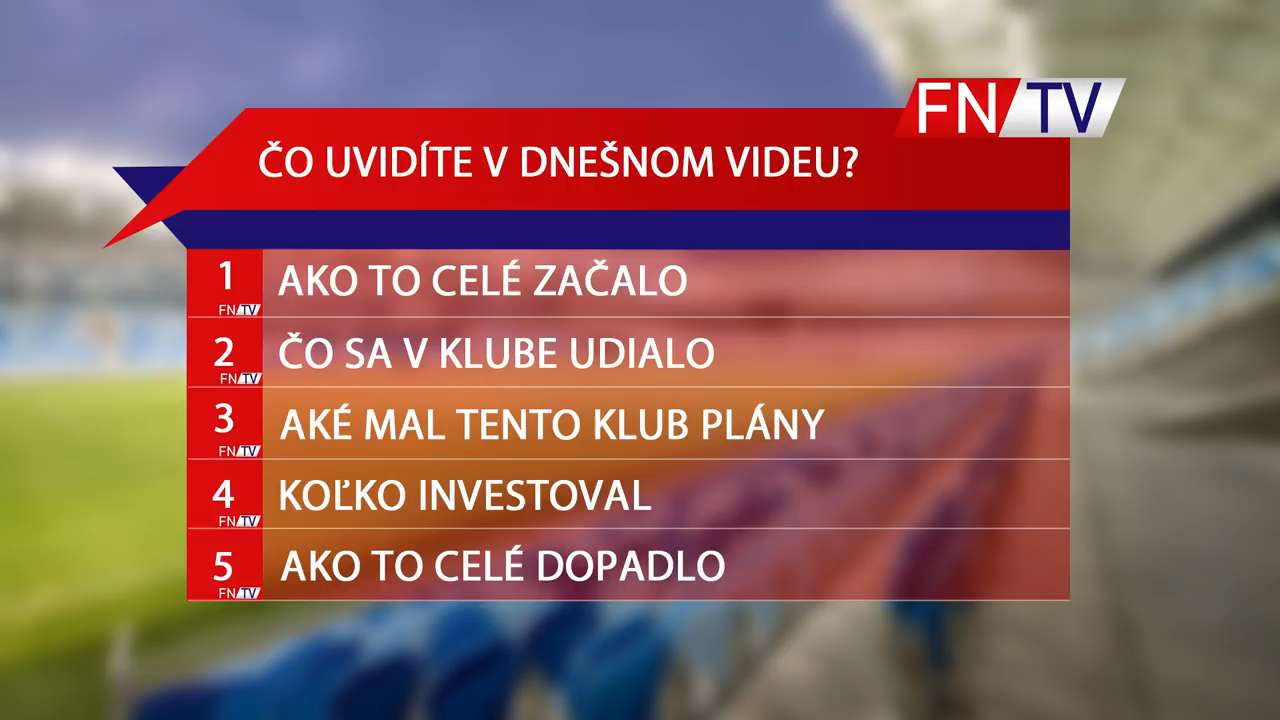 FN/TV
ČO UVIDÍTE V DNEŠNOM VIDEU?
1 AKO TO CELÉ ZAČALO
FN/TV
2 ČO SA V KLUBE UDIALO
FN/TV
3 AKÉ MAL TENTO KLUB PLÁNY
FN/TV
4 KOĽKO INVESTOVAL
FN/TV
5 AKO TO CELÉ DOPADLO
FN/TV